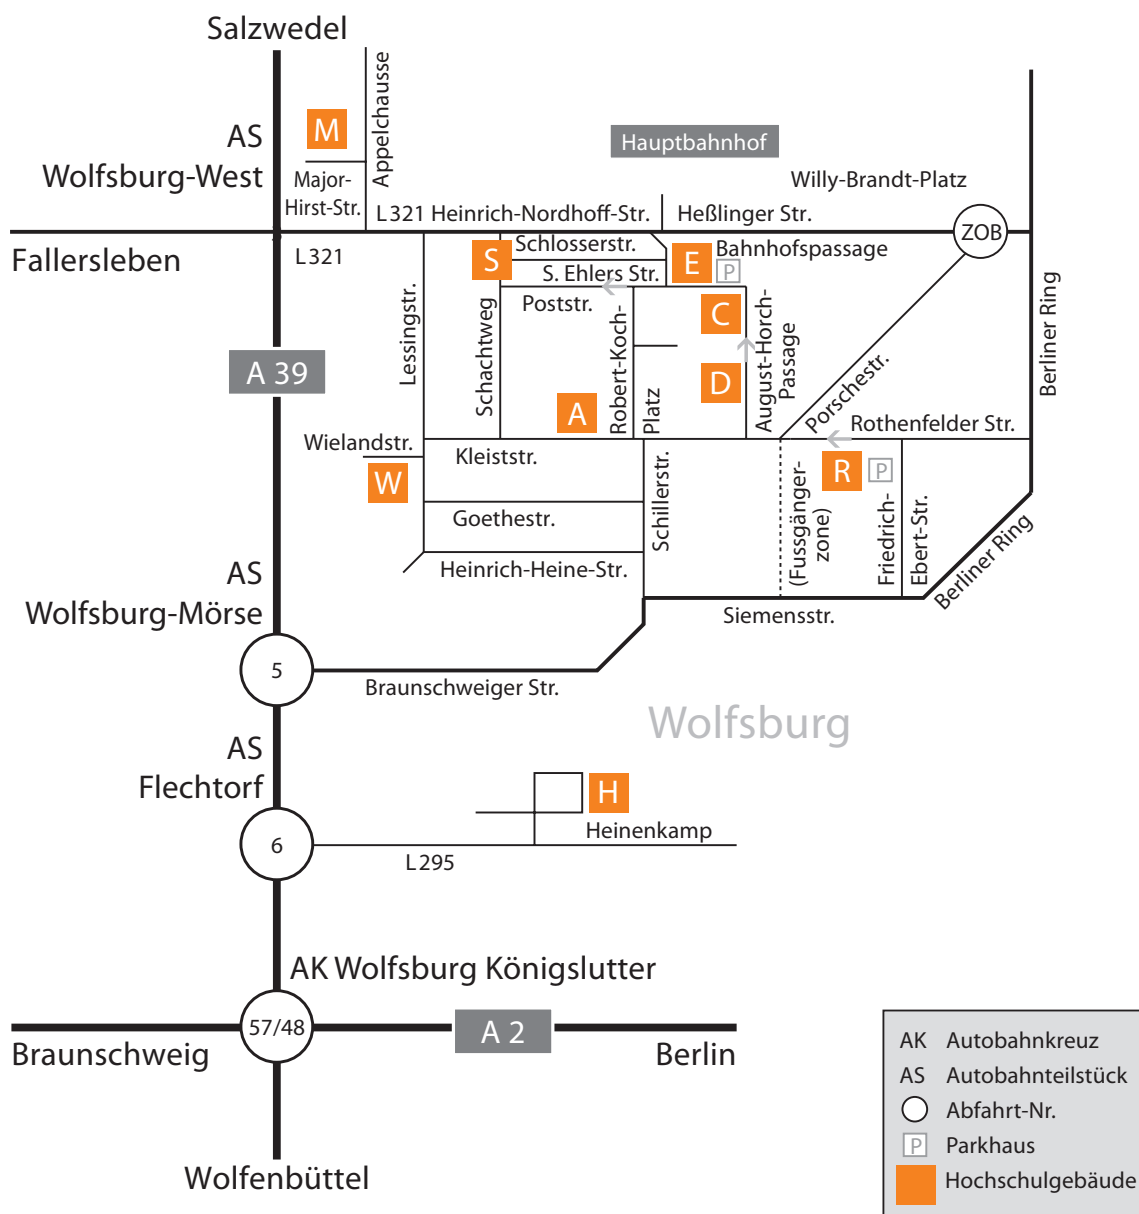 Salzwedel
AS
Wolfsburg-West
M
Appelchausse
Major-
Hirst-Str.
Hauptbahnhof
Willy-Brandt-Platz
L321 Heinrich-Nordhoff-Str.
Heßlinger Str.
ZOB
Fallersleben
L321
Schlosserstr.
S
S. Ehlers Str.
E
Bahnhofspassage
P
Poststr.
C
Lessingstr.
Schachtweg
Robert-Koch-
Platz
D
August-Horch-
Passage
Porschestr.
Berliner Ring
A 39
A
Rothenfelder Str.
Wielandstr.
W
Kleiststr.
R
P
Goethestr.
Schillerstr.
(Fussgänger-
zone)
Friedrich-
Ebert-Str.
Heinrich-Heine-Str.
Berliner Ring
Siemensstr.
AS
Wolfsburg-Mörse
5
Braunschweiger Str.
Wolfsburg
AS
Flechtorf
H
6
Heinenkamp
L295
AK Wolfsburg Königslutter
57/48
Braunschweig
A 2
Berlin
Wolfenbüttel
AK Autobahnkreuz
AS Autobahnteilstück
Abfahrt-Nr.
P Parkhaus
Hochschulgebäude